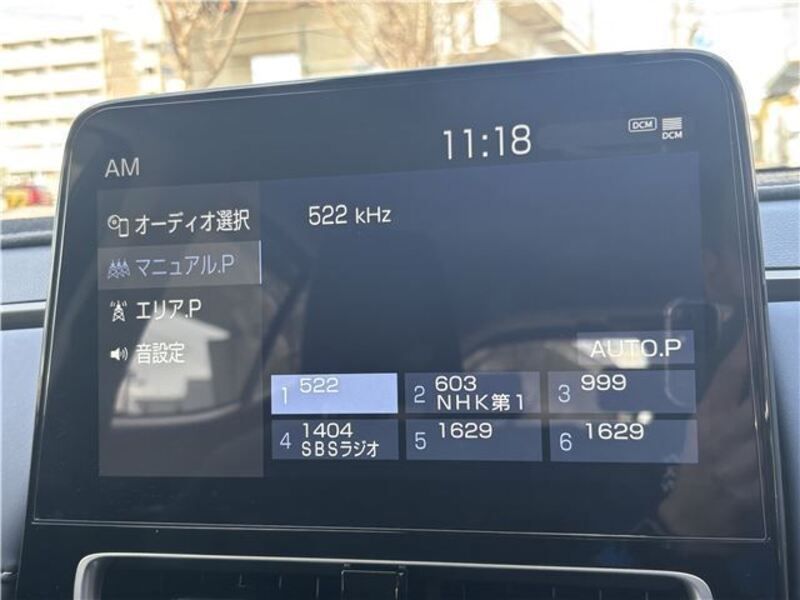 DCM
11:18
DCM
AM
オーディオ選択
522 kHz
マニュアル.P
エリア.P
音設定
AUTO.P
1 522
2 603
NHK第1
3 999
4 1404
SBSラジオ
5 1629
6 1629